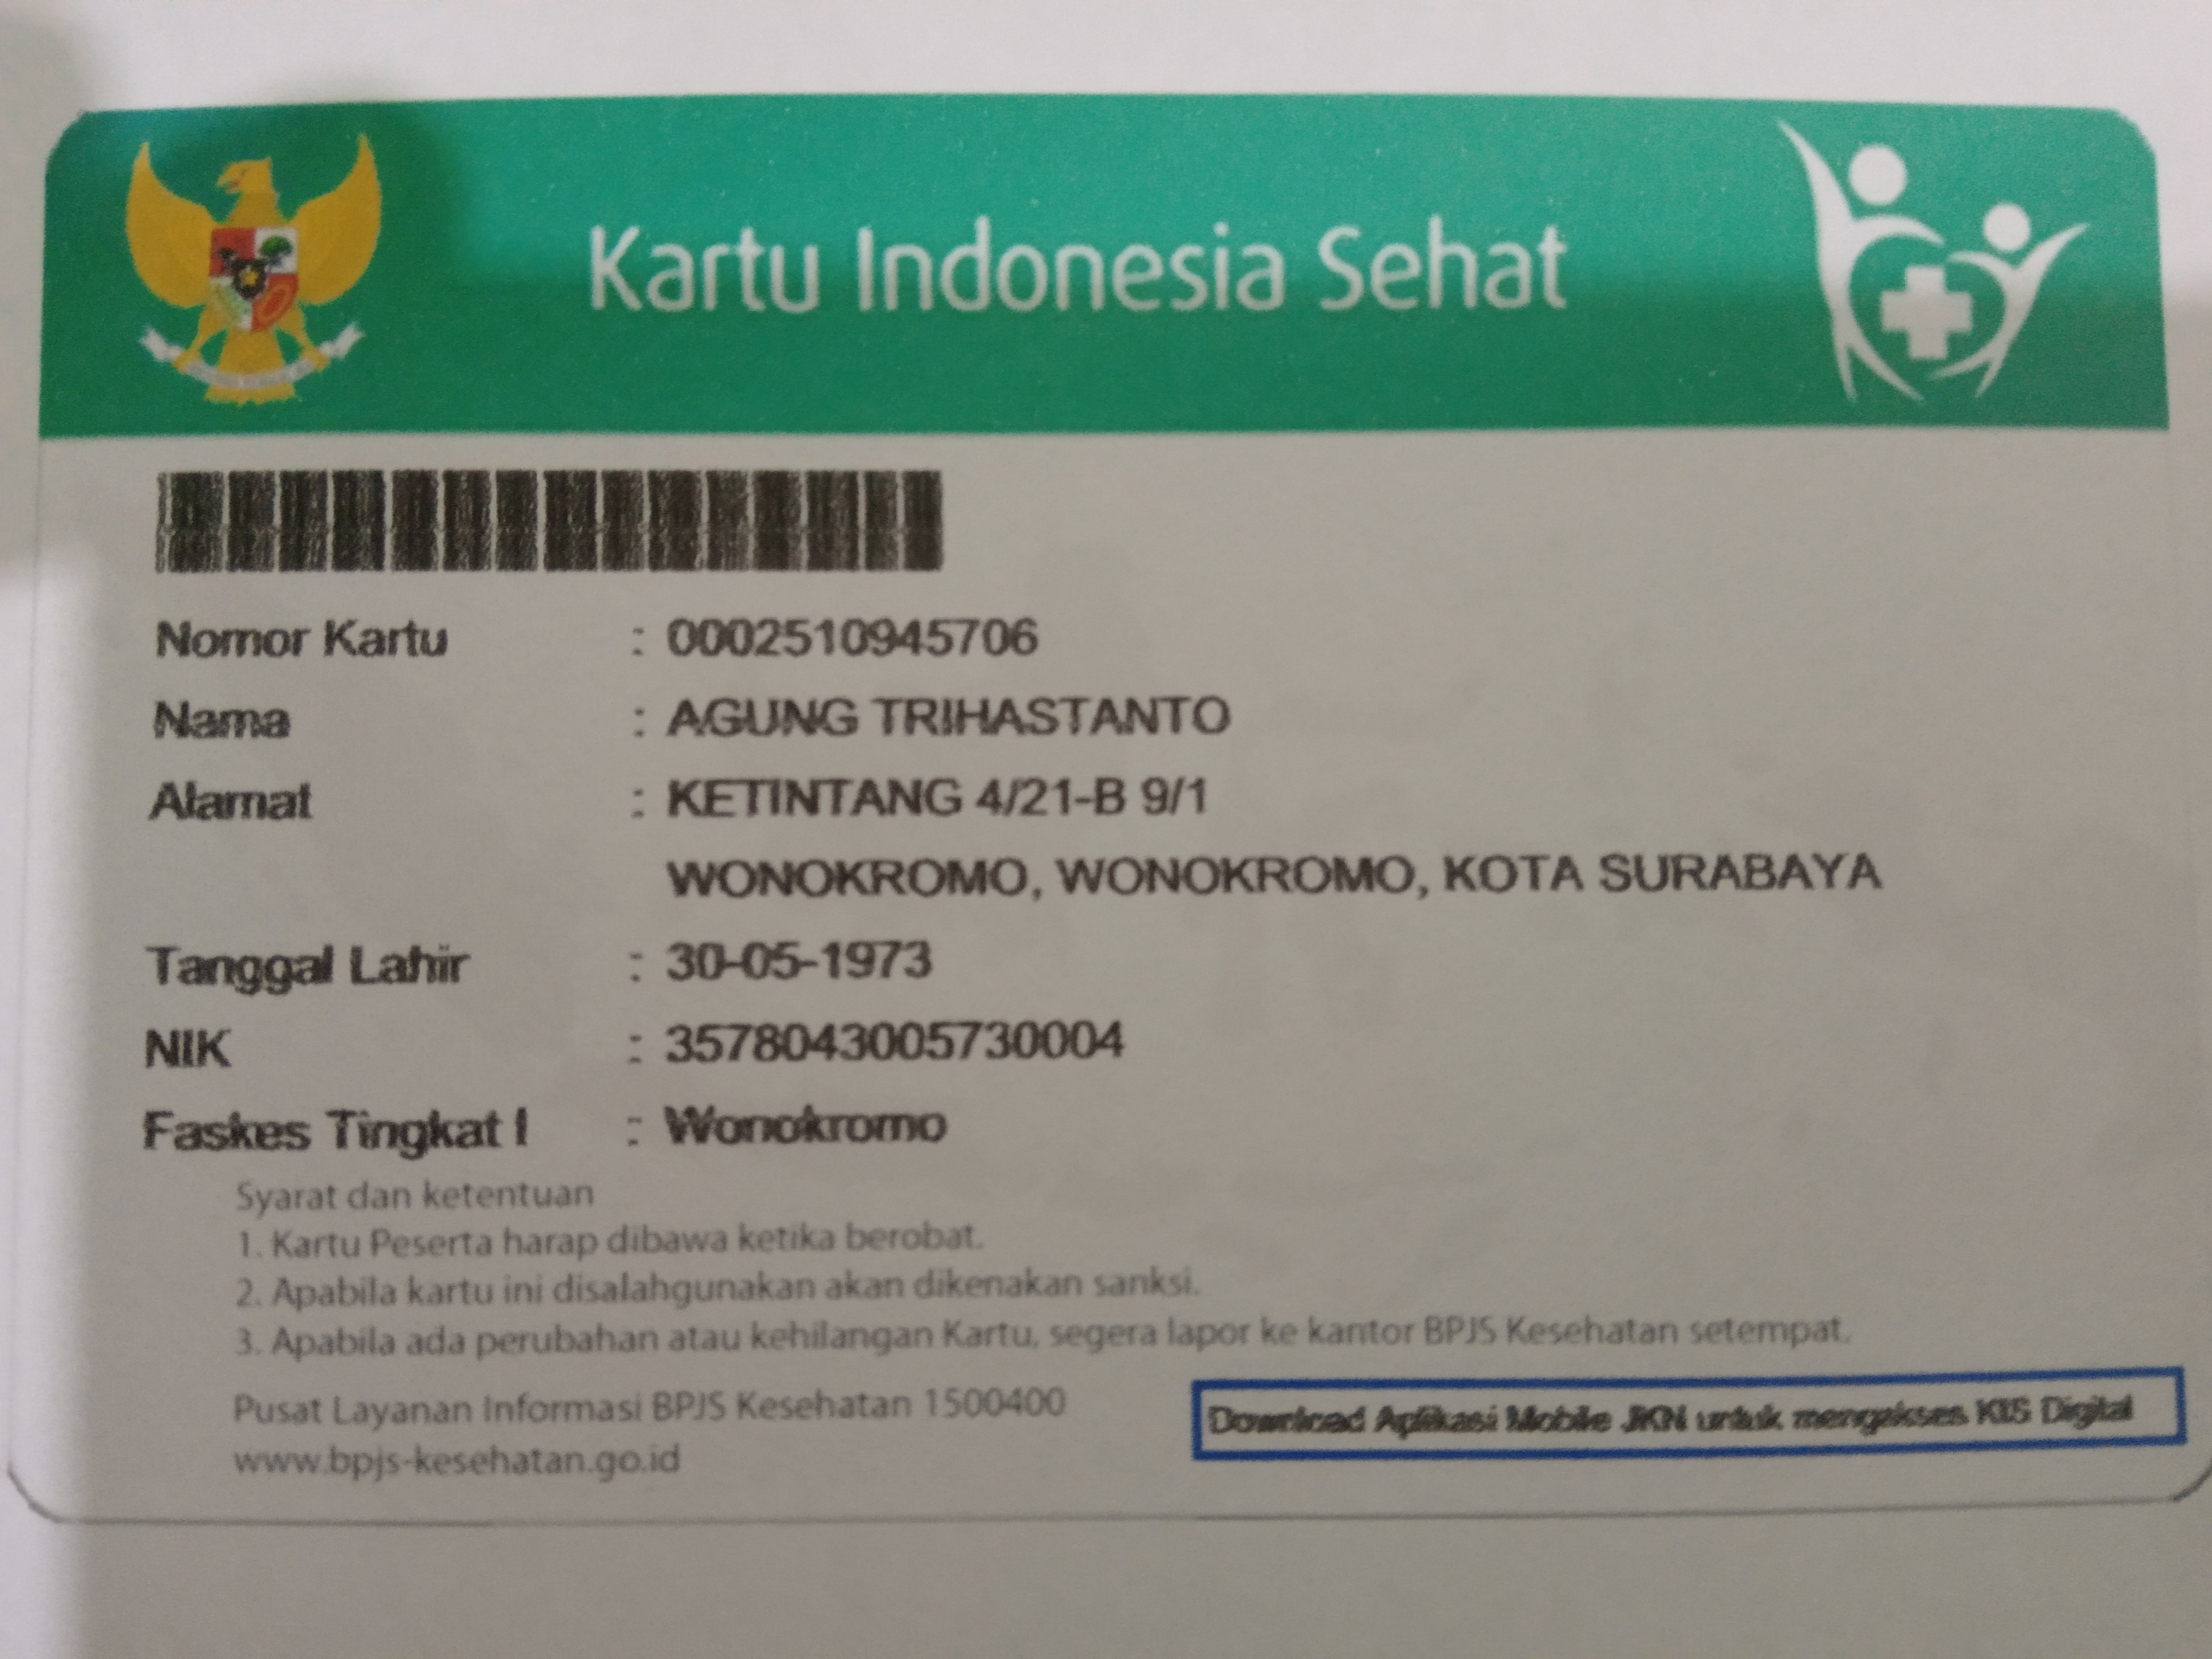 Kartu Indonesia Sehat
Nomor Kartu : 0002510945706
Nama : AGUNG TRIHASTANTO
Alamat : KETINTANG 4/21-B 9/1
WONOKROMO, WONOKROMO, KOTA SURABAYA
Tanggal Lahir : 30-05-1973
NIK : 3578043005730004
Faskes Tingkat I : Wonokromo
Syarat dan ketentuan
1. Kartu Peserta harap dibawa ketika berobat.
2. Apabila kartu ini disalahgunakan akan dikenakan sanksi.
3. Apabila ada perubahan atau kehilangan Kartu, segera lapor ke kantor BPJS Kesehatan setempat.
Pusat Layanan Informasi BPJS Kesehatan 1500400
www.bpjs-kesehatan.go.id
Download Aplikasi Mobile JKN untuk mengakses KIS Digital